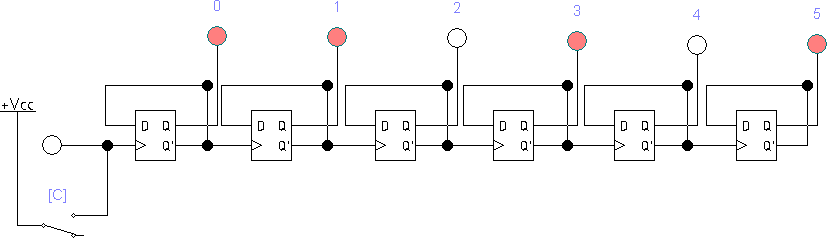 0 1 2 3 4 5
+Vcc
D Q D Q D Q D Q D Q D Q
Q' Q' Q' Q' Q' Q'
[C]